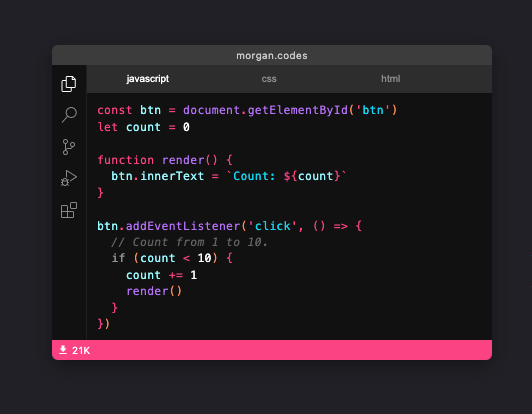 morgan.codes
javascript css html
const btn = document.getElementById('btn')
let count = 0

function render() {
  btn.innerText = `Count: ${count}`
}

btn.addEventListener('click', () => {
  // Count from 1 to 10.
  if (count < 10) {
    count += 1
    render()
  }
})
21K